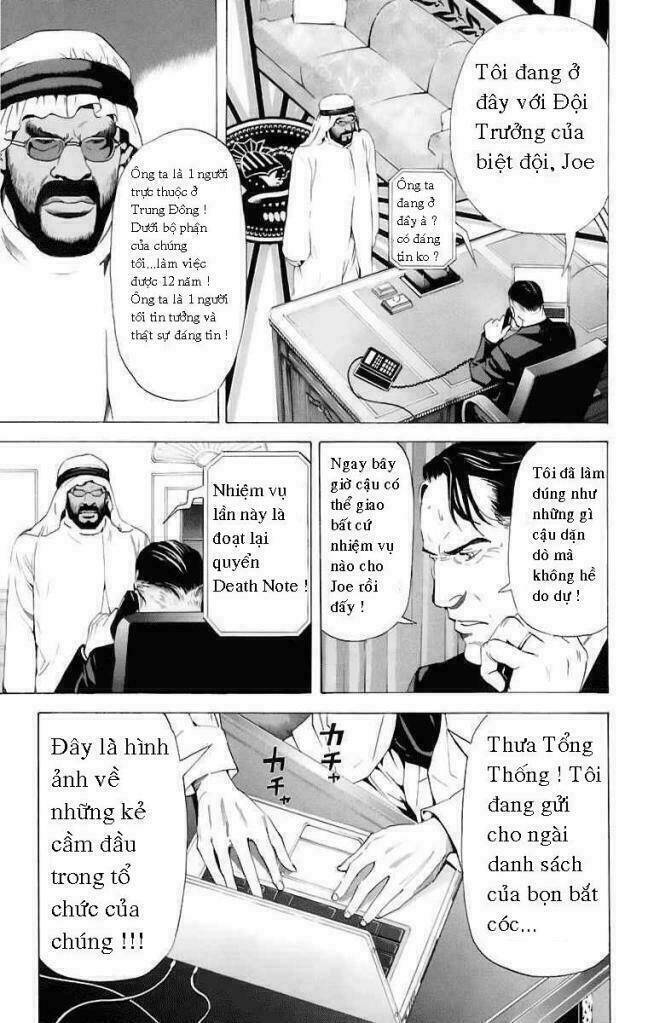 Tôi đang ở
đây với Đội
Trưởng của
biệt đội, Joe
Ông ta
đang ở
đấy à ?
có đáng
tin ko ?
Ông ta là 1 người
trực thuộc ở
Trung Đông !
Dưới bộ phận
của chúng
tôi...làm việc
được 12 năm !
Ông ta là 1 người
tôi tin tưởng và
thật sự đáng tin !
Tôi đã làm
đúng như
những gì
cậu dặn
dò mà
không hề
do dự !
Ngay bây
giờ cậu có
thể giao
bất cứ
nhiệm vụ
nào cho
Joe rồi
đấy !
Nhiệm vụ
lần này là
đoạt lại
quyển
Death Note !
Thưa Tổng
Thống ! Tôi
đang gửi
cho ngài
danh sách
của bọn bắt
cóc...
カチャ
カチャ
Đây là hình
ảnh về
những kẻ
cầm đầu
trong tổ
chức của
chúng !!!